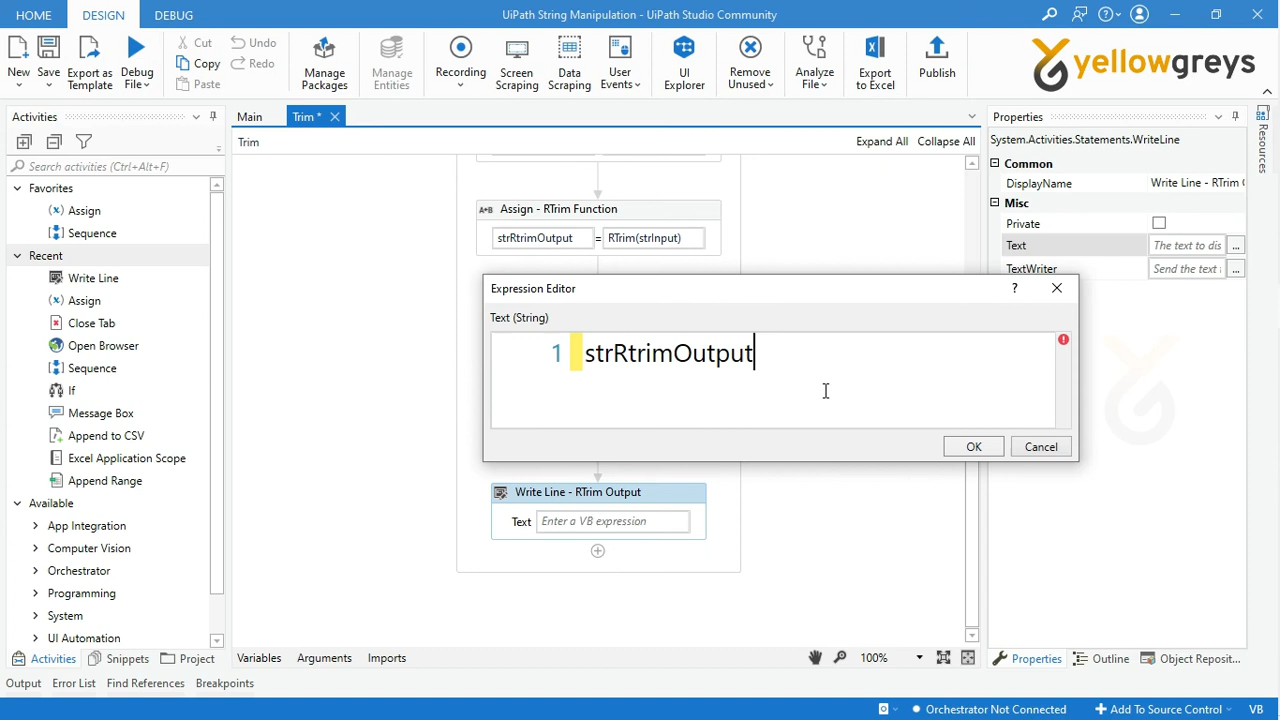 HOME DESIGN DEBUG UiPath String Manipulation - UiPath Studio Community
New Save Export as Template Debug File Cut Copy Paste Undo Redo Manage Packages Manage Entities Recording Screen Scraping Data Scraping User Events UI Explorer Remove Unused Analyze File Export to Excel Publish
yellowgreys
Activities
Search activities (Ctrl+Alt+F)
Favorites
Assign
Sequence
Recent
Write Line
Assign
Close Tab
Open Browser
Sequence
If
Message Box
Append to CSV
Excel Application Scope
Append Range
Available
App Integration
Computer Vision
Orchestrator
Programming
System
UI Automation
Activities Snippets Project
Main Trim *
Trim Expand All Collapse All
Assign - RTrim Function
strRtrimOutput = RTrim(strInput)
Expression Editor ?
Text (String)
1 strRtrimOutput
OK Cancel
Write Line - RTrim Output
Text Enter a VB expression
Variables Arguments Imports 100%
Properties
System.Activities.Statements.WriteLine
Common
DisplayName Write Line - RTrim
Misc
Private
Text The text to dis ...
TextWriter Send the text ...
Resources
Properties Outline Object Reposit...
Output Error List Find References Breakpoints
Orchestrator Not Connected Add To Source Control VB